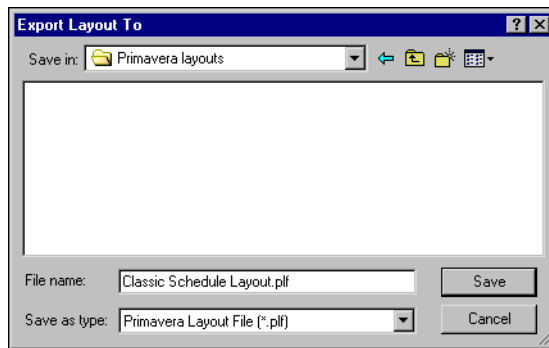 Export Layout To
Save in: Primavera layouts
File name: Classic Schedule Layout.plf Save
Save as type: Primavera Layout File (*.plf) Cancel